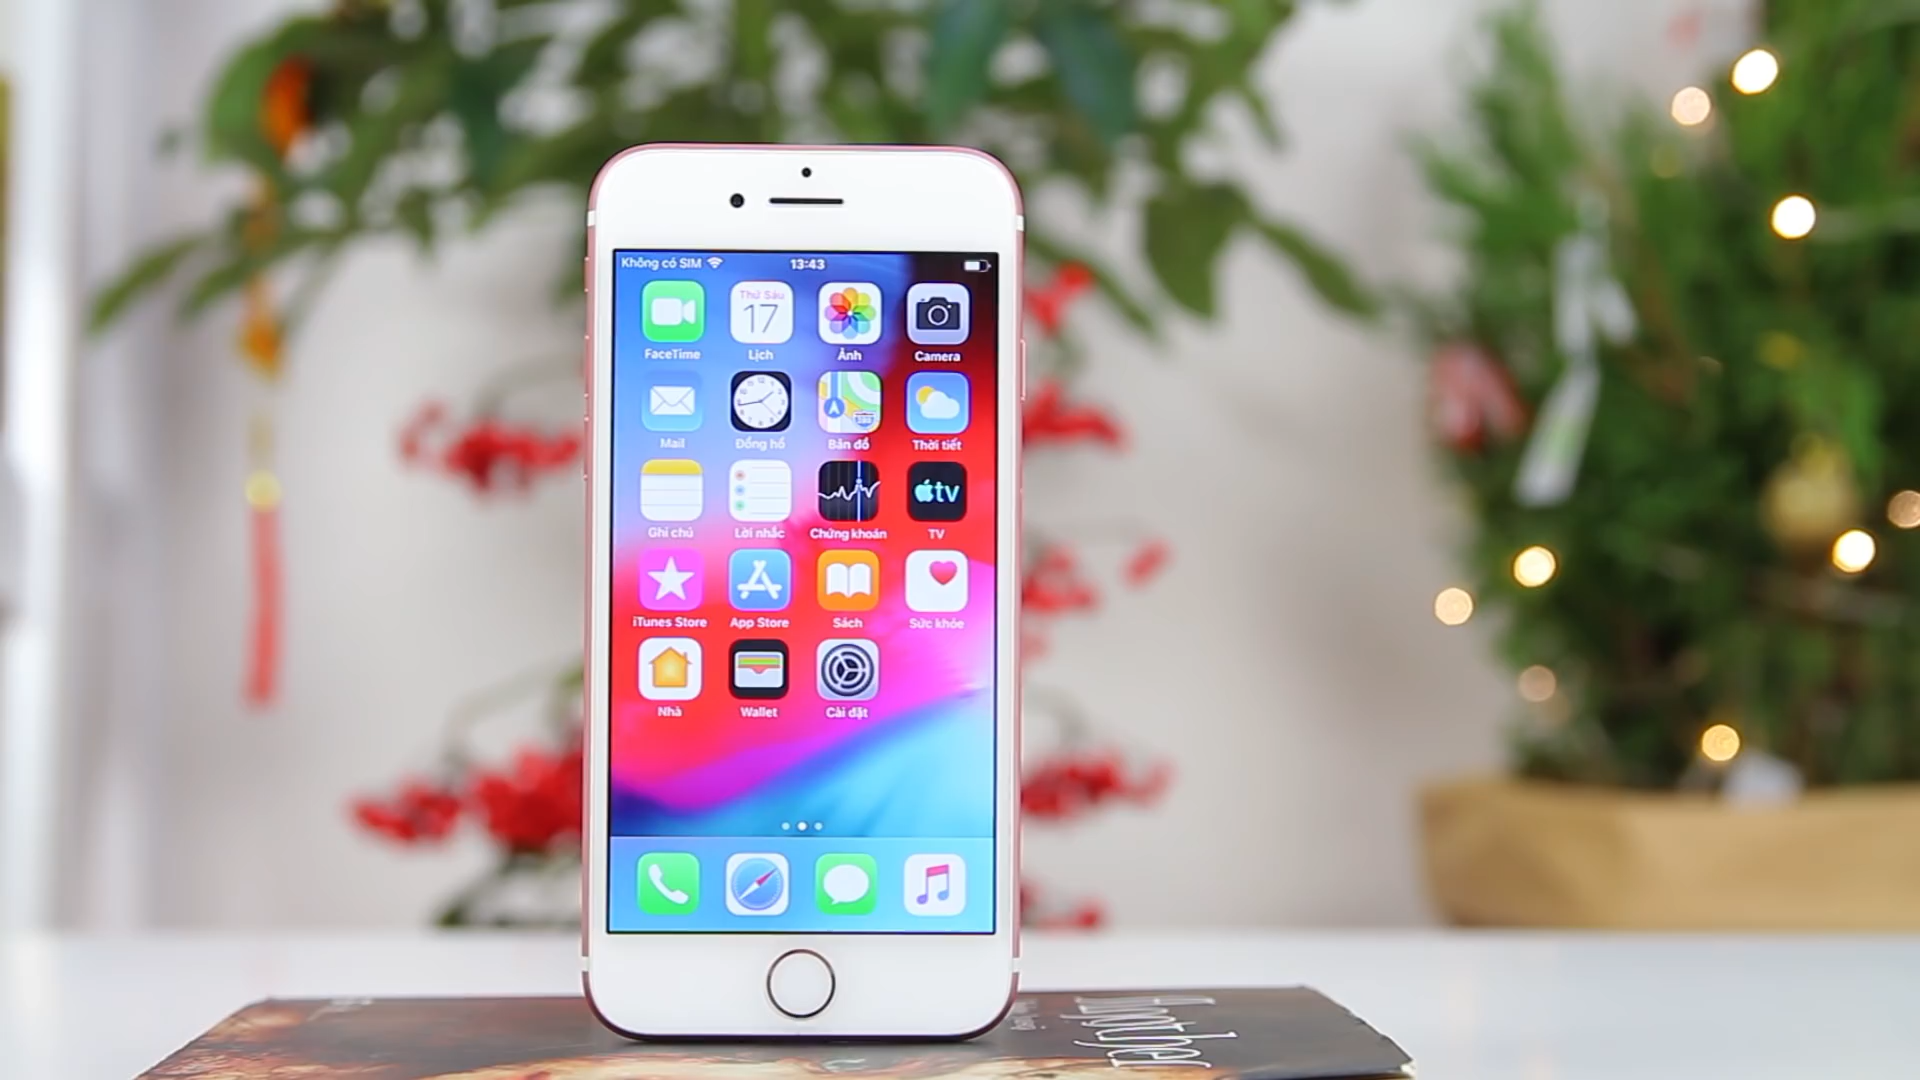 Không có SIM 13:43
Thứ Sáu
17
FaceTime Lịch Ảnh Camera
Mail Đồng hồ Bản đồ Thời tiết
tv
Ghi chú Lời nhắc Chứng khoán TV
iTunes Store App Store Sách Sức khỏe
Nhà Wallet Cài đặt